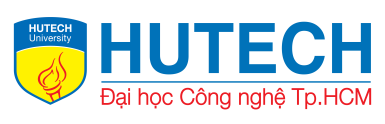 HUTECH
University
HUTECH
Đại học Công nghệ Tp.HCM